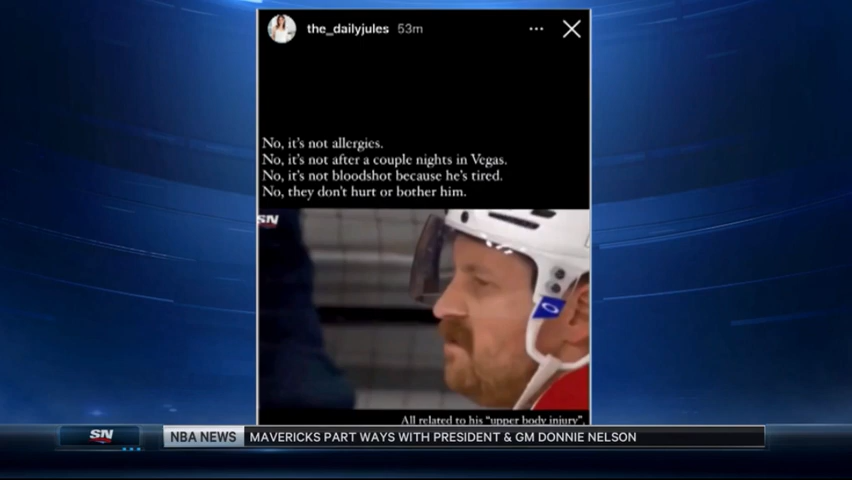 the_dailyjules 53m
No, it's not allergies.
No, it's not after a couple nights in Vegas.
No, it's not bloodshot because he's tired.
No, they don't hurt or bother him.
SN
All related to his "upper body injury".
SN
NBA NEWS
MAVERICKS PART WAYS WITH PRESIDENT & GM DONNIE NELSON